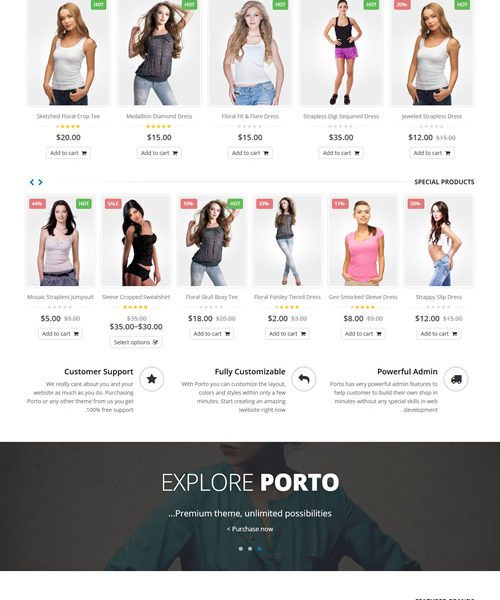 HOT
HOT
HOT
20%-
HOT
Sketched Floral Crop Tee
Medallion Diamond Dress
Floral Fit & Flare Dress
Strapless Digi Sequined Dress
Jeweled Strapless Dress
$20.00
$15.00
$15.00
$35.00
$12.00 $15.00
Add to cart
Add to cart
Add to cart
Add to cart
Add to cart
SPECIAL PRODUCTS
44%-
HOT
SALE
10%-
HOT
33%-
11%-
20%-
Mosaic Strapless Jumpsuit
Sleeve Cropped Sweatshirt
Floral Skull Boxy Tee
Floral Paisley Tiered Dress
Geo Smocked Sleeve Dress
Strappy Slip Dress
$5.00 $9.00
$35.00
$35.00–$30.00
$18.00 $20.00
$2.00 $3.00
$8.00 $9.00
$12.00 $15.00
Add to cart
Select options
Add to cart
Add to cart
Add to cart
Add to cart
Customer Support
We really care about you and your
website as much as you do. Purchasing
Porto or any other theme from us you get
.100% free support
Fully Customizable
With Porto you can customize the layout,
colors and styles within only a few
minutes. Start creating an amazing
!website right now
Powerful Admin
Porto has very powerful admin features to
help customer to build their own shop in
minutes without any special skills in web
.development
EXPLORE PORTO
...Premium theme, unlimited possibilities
< Purchase now